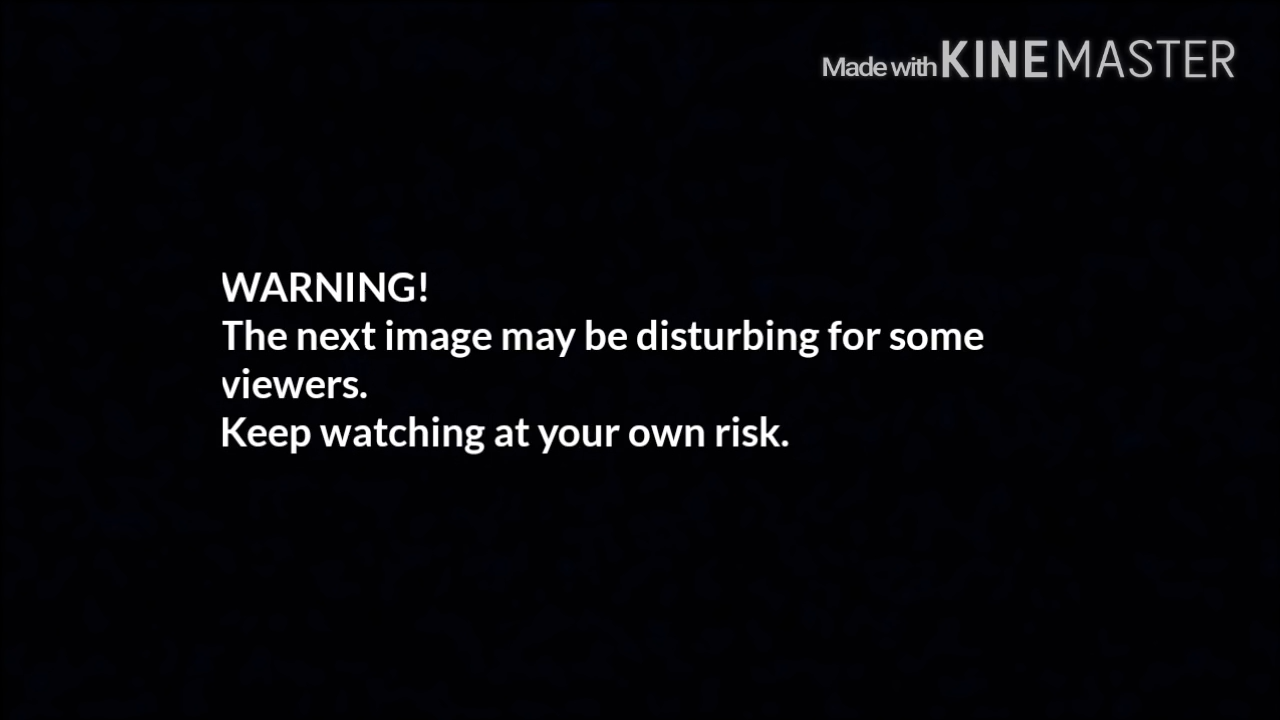 Made with KINEMASTER
WARNING!
The next image may be disturbing for some
viewers.
Keep watching at your own risk.